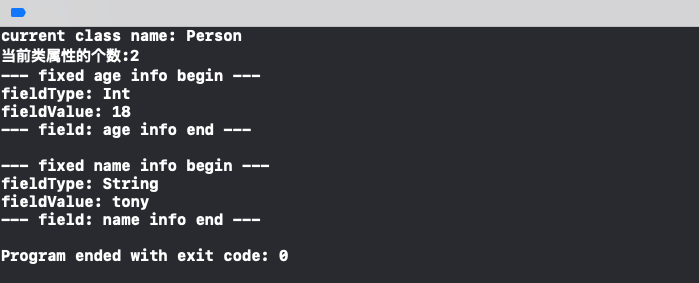 current class name: Person
当前类属性的个数:2
--- fixed age info begin ---
fieldType: Int
fieldValue: 18
--- field: age info end ---
--- fixed name info begin ---
fieldType: String
fieldValue: tony
--- field: name info end ---
Program ended with exit code: 0